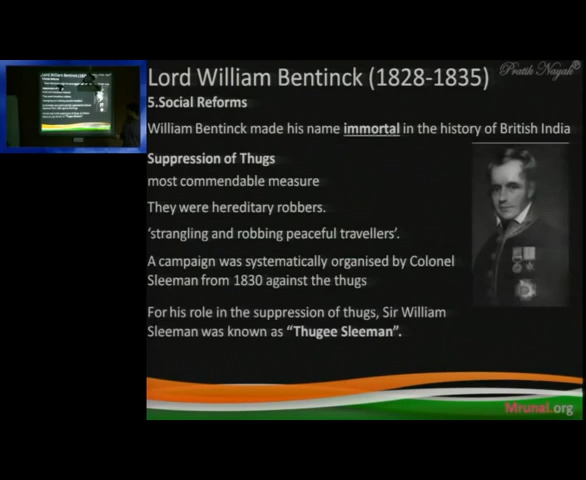 Lord William Bentinck (1828-1835)
Pratik Nayak
5.Social Reforms
William Bentinck made his name immortal in the history of British India
Suppression of Thugs
most commendable measure
They were hereditary robbers.
‘strangling and robbing peaceful travellers’.
A campaign was systematically organised by Colonel
Sleeman from 1830 against the thugs
For his role in the suppression of thugs, Sir William
Sleeman was known as “Thugee Sleeman”.
Mrunal.org